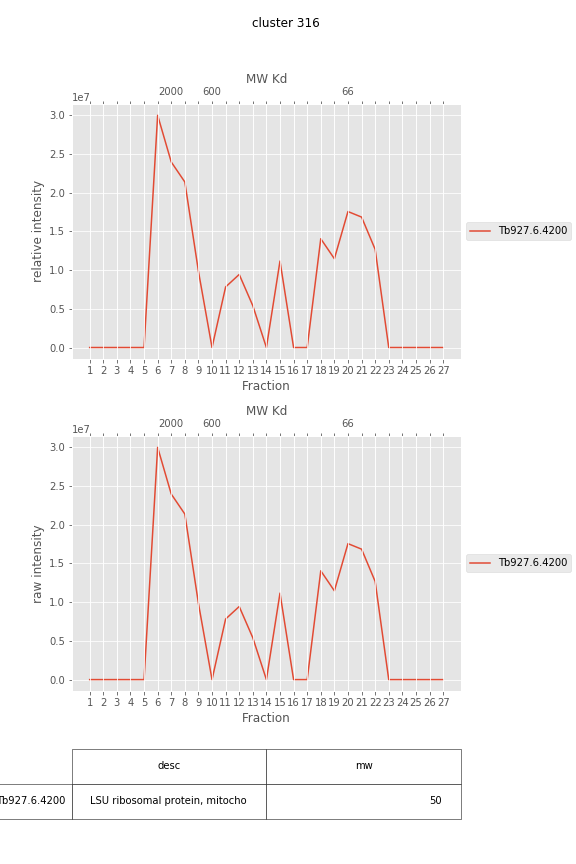 cluster 316
MW Kd
2000 600 66
1e7
3.0
2.5
2.0
1.5
1.0
0.5
0.0
relative intensity
Tb927.6.4200
1 2 3 4 5 6 7 8 9 10 11 12 13 14 15 16 17 18 19 20 21 22 23 24 25 26 27
Fraction
MW Kd
2000 600 66
1e7
3.0
2.5
2.0
1.5
1.0
0.5
0.0
raw intensity
Tb927.6.4200
1 2 3 4 5 6 7 8 9 10 11 12 13 14 15 16 17 18 19 20 21 22 23 24 25 26 27
Fraction
desc mw
Tb927.6.4200 LSU ribosomal protein, mitocho 50